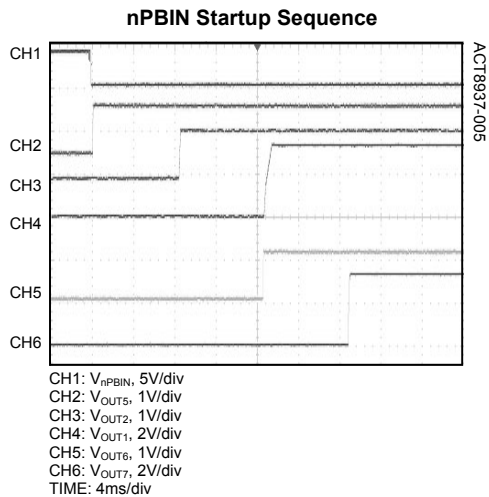 nPBIN Startup Sequence
CH1
CH2
CH3
CH4
CH5
CH6
ACT8937-005
CH1: VnPBIN, 5V/div
CH2: VOUT5, 1V/div
CH3: VOUT2, 1V/div
CH4: VOUT1, 2V/div
CH5: VOUT6, 1V/div
CH6: VOUT7, 2V/div
TIME: 4ms/div